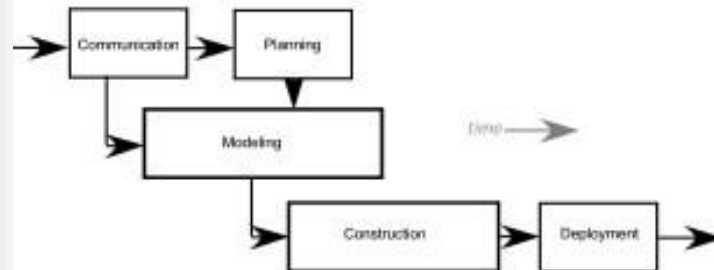 Communication
Planning
Modeling
time
Construction
Deployment